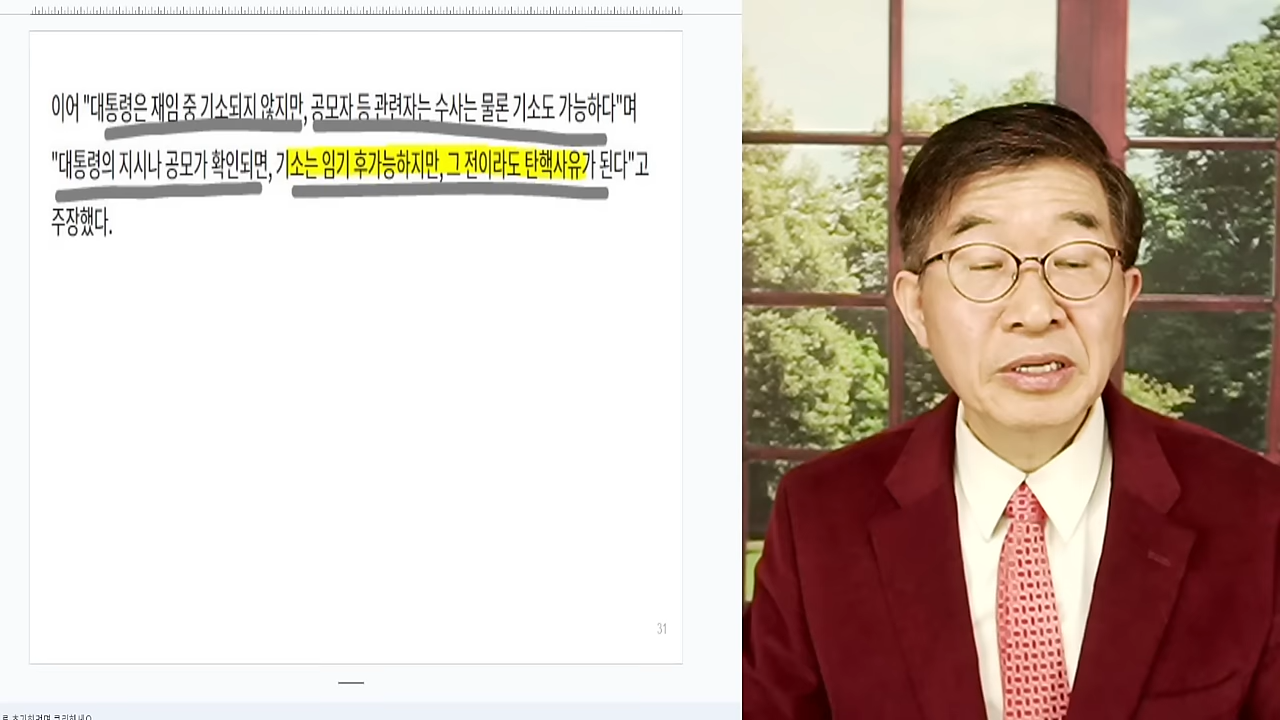 이어 "대통령은 재임 중 기소되지 않지만, 공모자 등 관련자는 수사는 물론 기소도 가능하다"며
"대통령의 지시나 공모가 확인되면, 기소는 임기 후가능하지만, 그 전이라도 탄핵사유가 된다"고
주장했다.
31